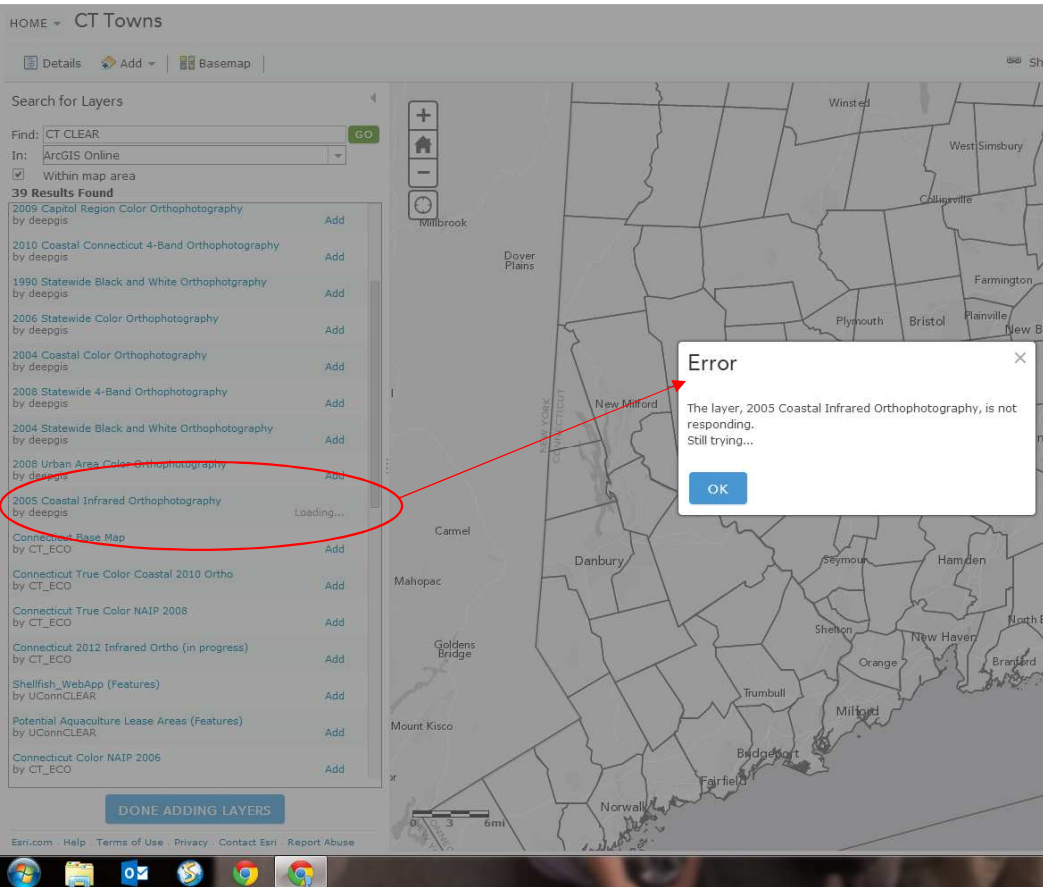 HOME CT Towns
Details Add Basemap Sh
Search for Layers
Find: CT CLEAR GO
In: ArcGIS Online
Within map area
39 Results Found
2009 Capitol Region Color Orthophotography
by deepgis Add
2010 Coastal Connecticut 4-Band Orthophotography
by deepgis Add
1990 Statewide Black and White Orthophotgraphy
by deepgis Add
2006 Statewide Color Orthophotography
by deepgis Add
2004 Coastal Color Orthophotography
by deepgis Add
2008 Statewide 4-Band Orthophotography
by deepgis Add
2004 Statewide Black and White Orthophotography
by deepgis Add
2008 Urban Area Color Orthophotography
by deepgis Add
2005 Coastal Infrared Orthophotography
by deepgis Loading...
Connecticut Base Map
by CT_ECO Add
Connecticut True Color Coastal 2010 Ortho
by CT_ECO Add
Connecticut True Color NAIP 2008
by CT_ECO Add
Connecticut 2012 Infrared Ortho (in progress)
by CT_ECO Add
Shellfish_WebApp (Features)
by UConnCLEAR Add
Potential Aquaculture Lease Areas (Features)
by UConnCLEAR Add
Connecticut Color NAIP 2006
by CT_ECO Add
DONE ADDING LAYERS
Esri.com . Help . Terms of Use . Privacy . Contact Esri . Report Abuse
Winsted
West Simsbury
Collinsville
Millbrook
Dover
Plains
Farmington
Plymouth
Bristol
Plainville
New B
Error
The layer, 2005 Coastal Infrared Orthophotography, is not
responding.
Still trying...
OK
New Milford
NEW YORK
CONNECTICUT
Carmel
Danbury
Seymour
Hamden
Mahopac
Shelton
North B
New Haven
Goldens
Bridge
Orange
Branford
Trumbull
Milford
Mount Kisco
Bridgeport
Fairfield
Norwalk
0 3 6mi